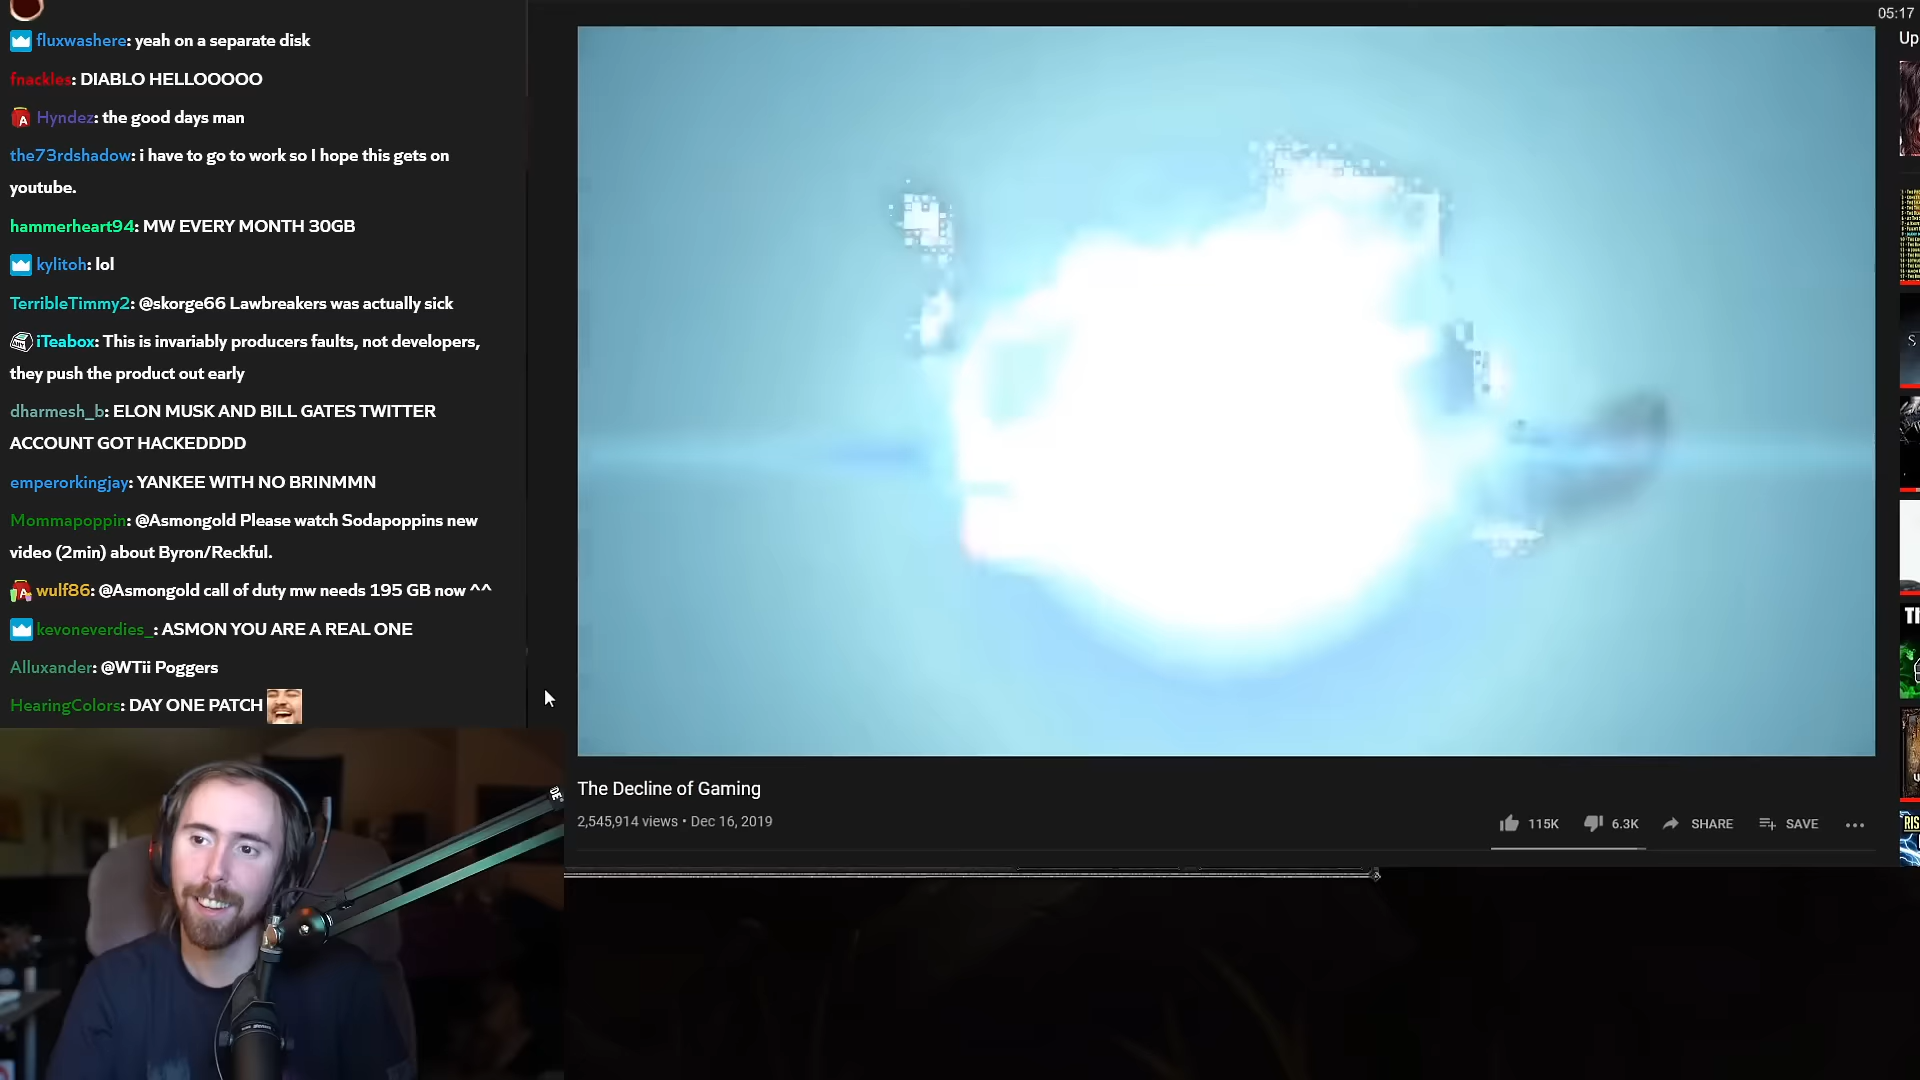 05:17
fluxwashere: yeah on a separate disk
fnackles: DIABLO HELLOOOOO
Hyndez: the good days man
the73rdshadow: i have to go to work so I hope this gets on
youtube.
hammerheart94: MW EVERY MONTH 30GB
kylitoh: lol
TerribleTimmy2: @skorge66 Lawbreakers was actually sick
iTeabox: This is invariably producers faults, not developers,
they push the product out early
dharmesh_b: ELON MUSK AND BILL GATES TWITTER
ACCOUNT GOT HACKEDDDD
emperorkingjay: YANKEE WITH NO BRINMMN
Mommapoppin: @Asmongold Please watch Sodapoppins new
video (2min) about Byron/Reckful.
wulf86: @Asmongold call of duty mw needs 195 GB now ^^
kevoneverdies_: ASMON YOU ARE A REAL ONE
Alluxander: @WTii Poggers
HearingColors: DAY ONE PATCH
The Decline of Gaming
2,545,914 views • Dec 16, 2019
115K 6.3K SHARE SAVE
Up